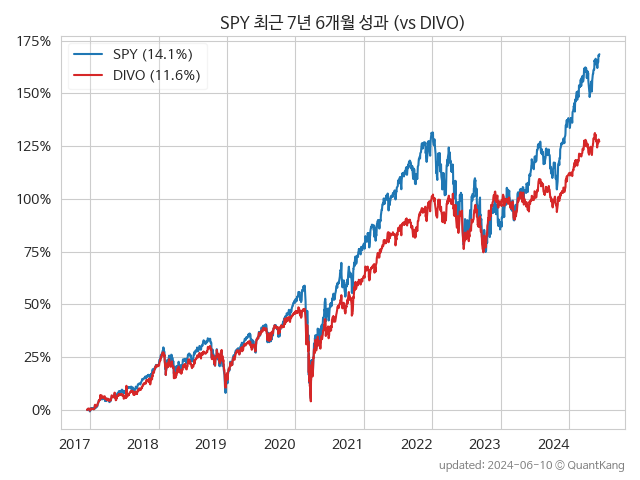 SPY 최근 7년 6개월 성과 (vs DIVO)
SPY (14.1%)
DIVO (11.6%)
175%
150%
125%
100%
75%
50%
25%
0%
2017 2018 2019 2020 2021 2022 2023 2024
updated: 2024-06-10 © QuantKang